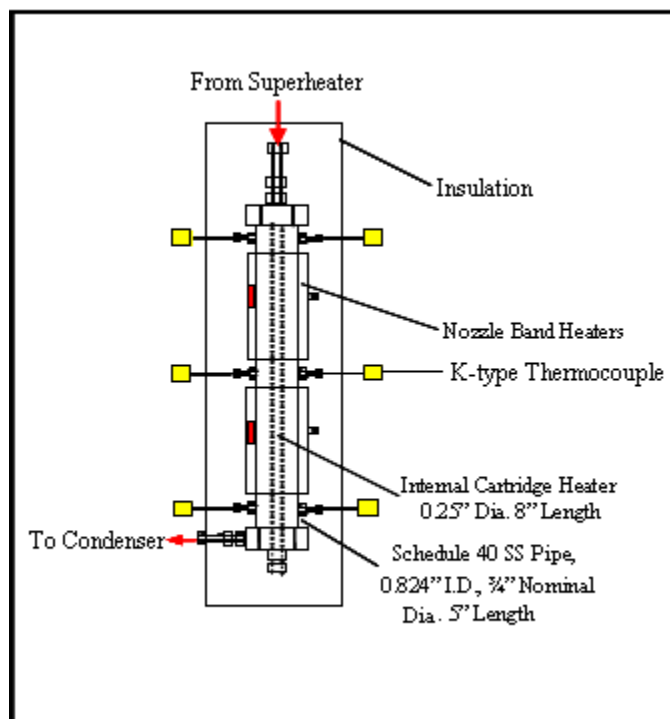 From Superheater
Insulation
Nozzle Band Heaters
K-type Thermocouple
Internal Cartridge Heater
0.25” Dia. 8” Length
To Condenser
Schedule 40 SS Pipe,
0.824” I.D., ¾” Nominal
Dia. 5” Length